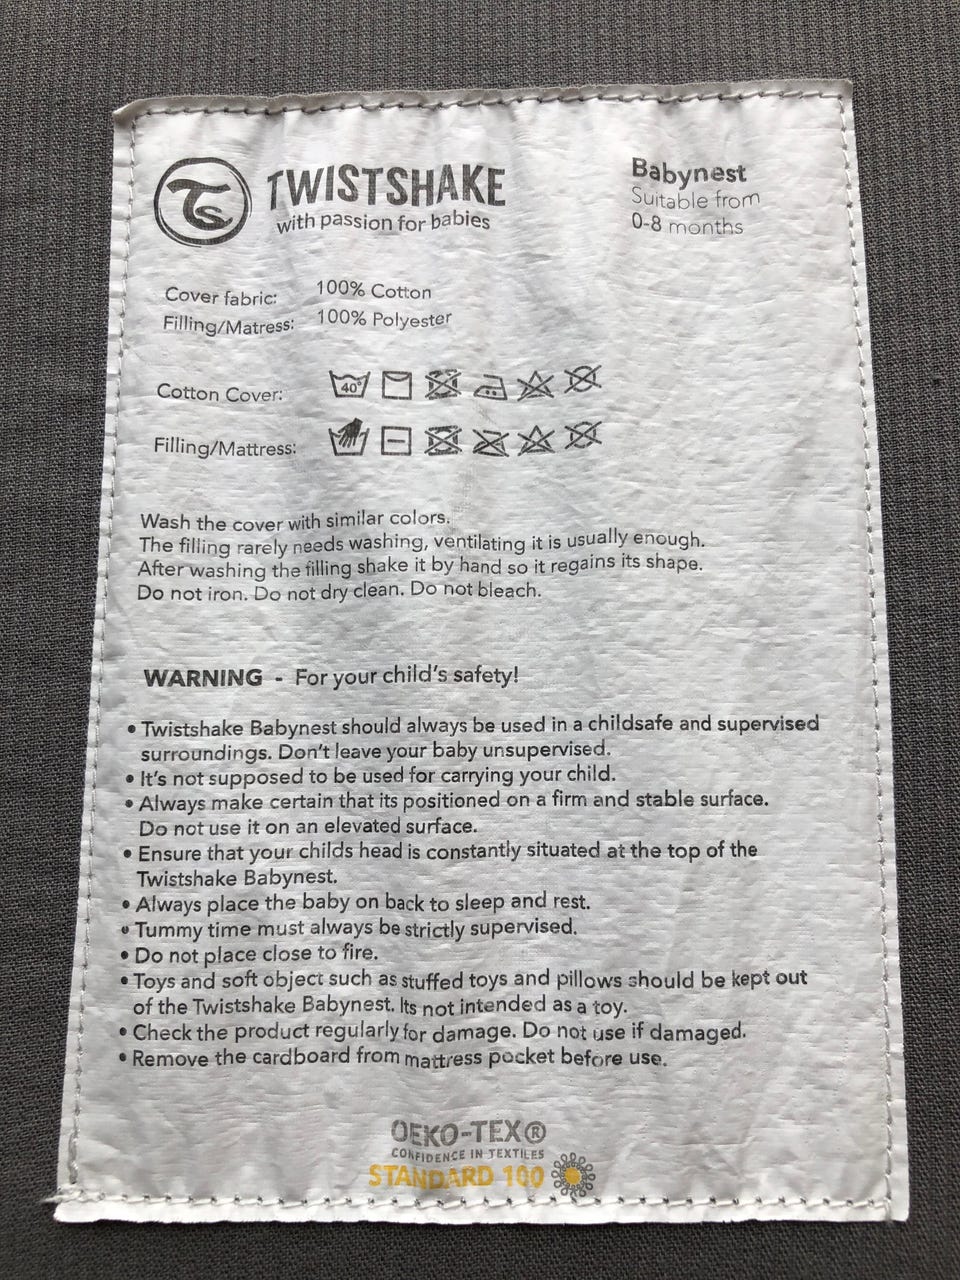 TS TWISTSHAKE
with passion for babies
Babynest
Suitable from
0-8 months
Cover fabric: 100% Cotton
Filling/Matress: 100% Polyester
Cotton Cover: 40°
Filling/Mattress:
Wash the cover with similar colors.
The filling rarely needs washing, ventilating it is usually enough.
After washing the filling shake it by hand so it regains its shape.
Do not iron. Do not dry clean. Do not bleach.
WARNING - For your child's safety!
• Twistshake Babynest should always be used in a childsafe and supervised
surroundings. Don't leave your baby unsupervised.
• It's not supposed to be used for carrying your child.
• Always make certain that its positioned on a firm and stable surface.
Do not use it on an elevated surface.
• Ensure that your childs head is constantly situated at the top of the
Twistshake Babynest.
• Always place the baby on back to sleep and rest.
• Tummy time must always be strictly supervised.
• Do not place close to fire.
• Toys and soft object such as stuffed toys and pillows should be kept out
of the Twistshake Babynest. Its not intended as a toy.
• Check the product regularly for damage. Do not use if damaged.
• Remove the cardboard from mattress pocket before use.
OEKO-TEX®
CONFIDENCE IN TEXTILES
STANDARD 100